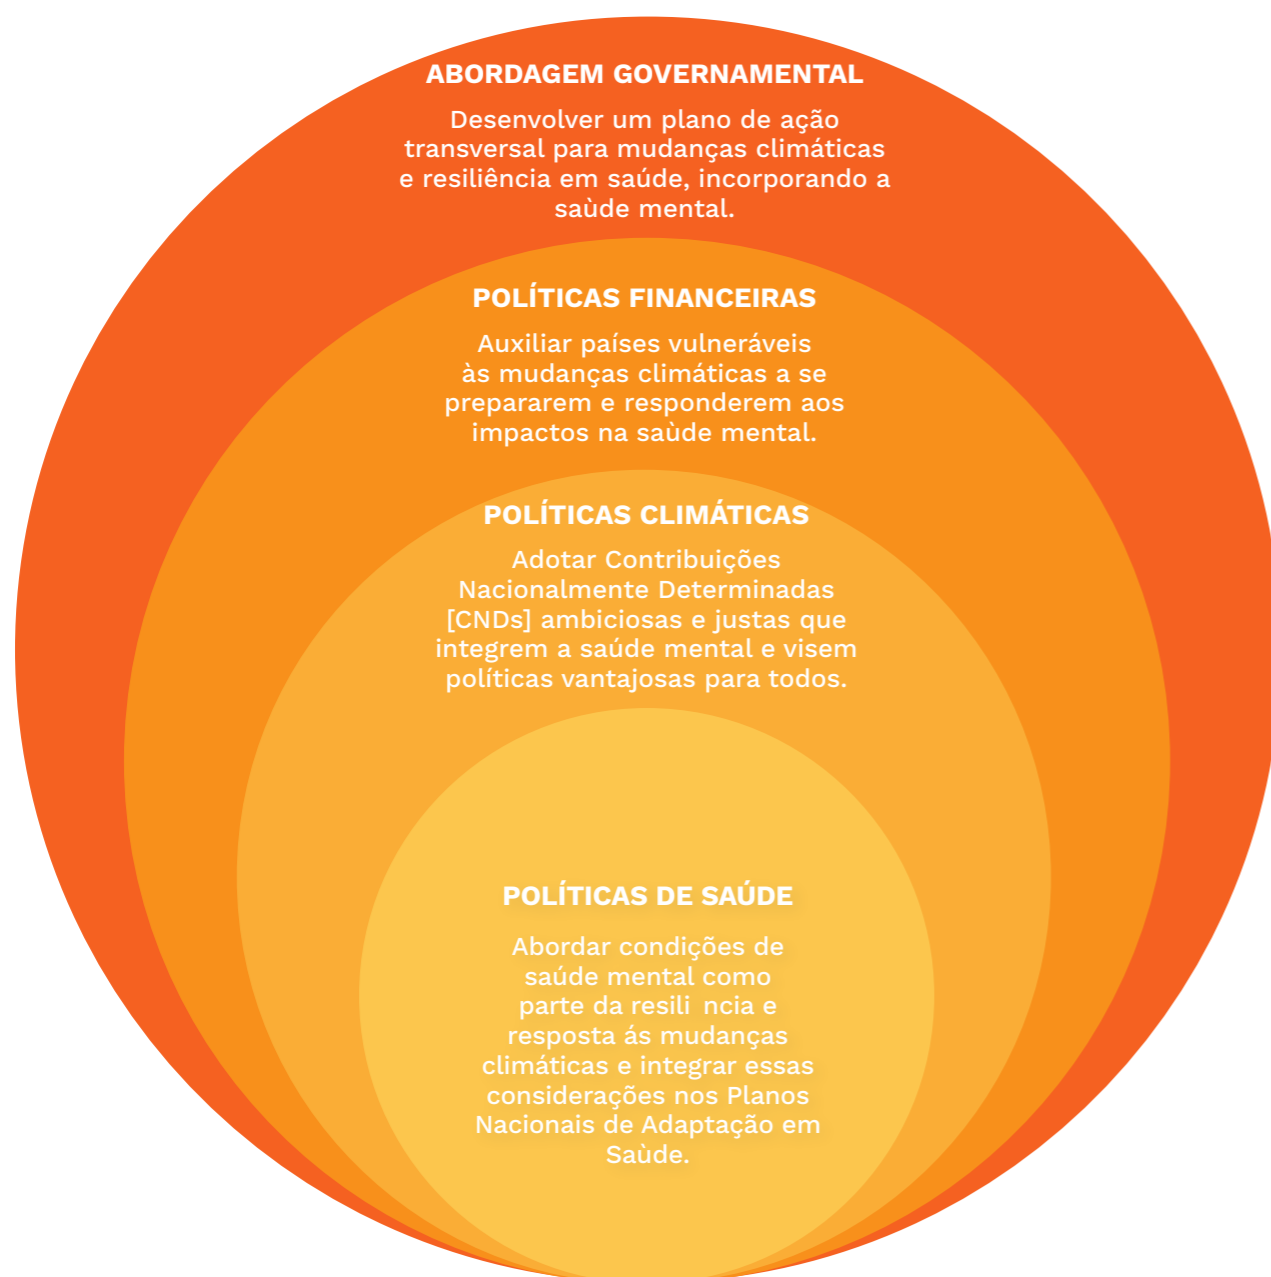 ABORDAGEM GOVERNAMENTAL
Desenvolver um plano de ação
transversal para mudanças climáticas
e resiliência em saúde, incorporando a
saùde mental.
POLÍTICAS FINANCEIRAS
Auxiliar países vulneráveis
às mudanças climáticas a se
prepararem e responderem aos
impactos na saùde mental.
POLÍTICAS CLIMÁTICAS
Adotar Contribuições
Nacionalmente Determinadas
[CNDs] ambiciosas e justas que
integrem a saúde mental e visem
políticas vantajosas para todos.
POLÍTICAS DE SAÚDE
Abordar condições de
saúde mental como
parte da resili ncia e
resposta ás mudanças
climáticas e integrar essas
considerações nos Planos
Nacionais de Adaptação em
Saùde.